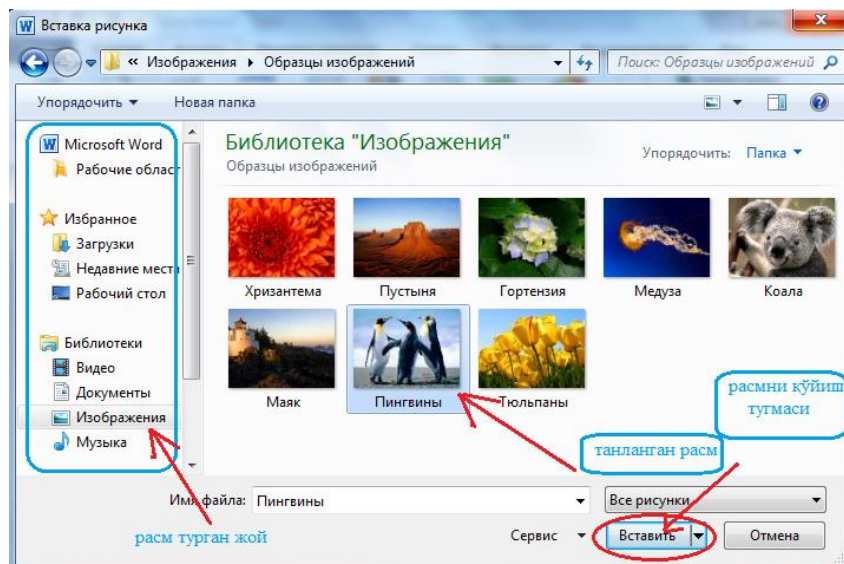 Вставка рисунка
« Изображения ▸ Образцы изображений
Поиск: Образцы изображений
Упорядочить ▼ Новая папка
Microsoft Word
Рабочие област
Избранное
Загрузки
Недавние места
Рабочий стол
Библиотеки
Видео
Документы
Изображения
Музыка
Библиотека "Изображения"
Образцы изображений
Упорядочить: Папка ▼
Хризантема Пустыня Гортензия Медуза Коала
Маяк Пингвины Тюльпаны
расмни қўйиш
тугмаси
танланган расм
расм турган жой
Имя файла: Пингвины
Все рисунки
Сервис ▼ Вставить Отмена